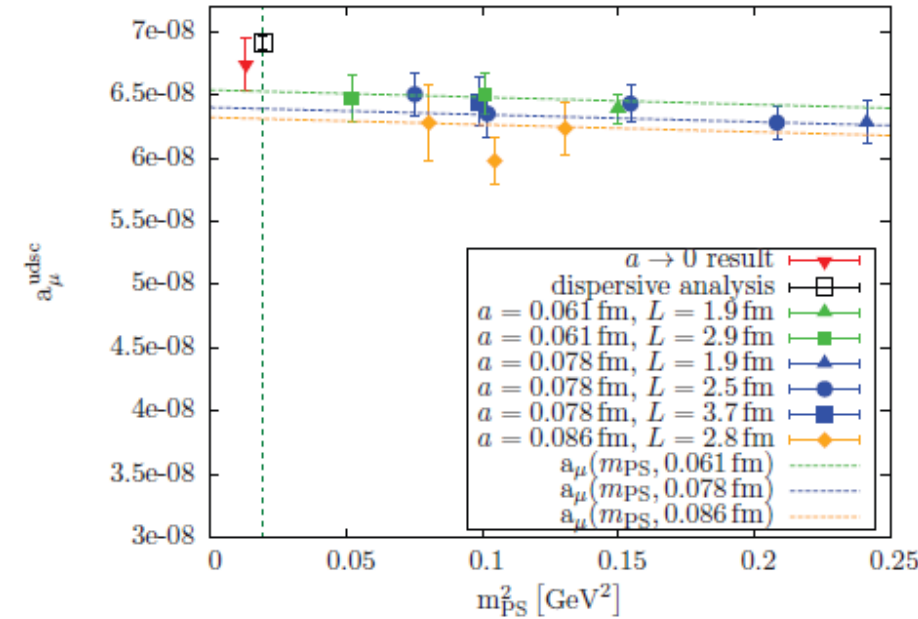 7e-08
6.5e-08
6e-08
5.5e-08
5e-08
4.5e-08
4e-08
3.5e-08
3e-08
a_μ^udsc
a → 0 result
dispersive analysis
a = 0.061 fm, L = 1.9 fm
a = 0.061 fm, L = 2.9 fm
a = 0.078 fm, L = 1.9 fm
a = 0.078 fm, L = 2.5 fm
a = 0.078 fm, L = 3.7 fm
a = 0.086 fm, L = 2.8 fm
a_μ(m_PS, 0.061 fm)
a_μ(m_PS, 0.078 fm)
a_μ(m_PS, 0.086 fm)
0 0.05 0.1 0.15 0.2 0.25
m_PS^2 [GeV^2]